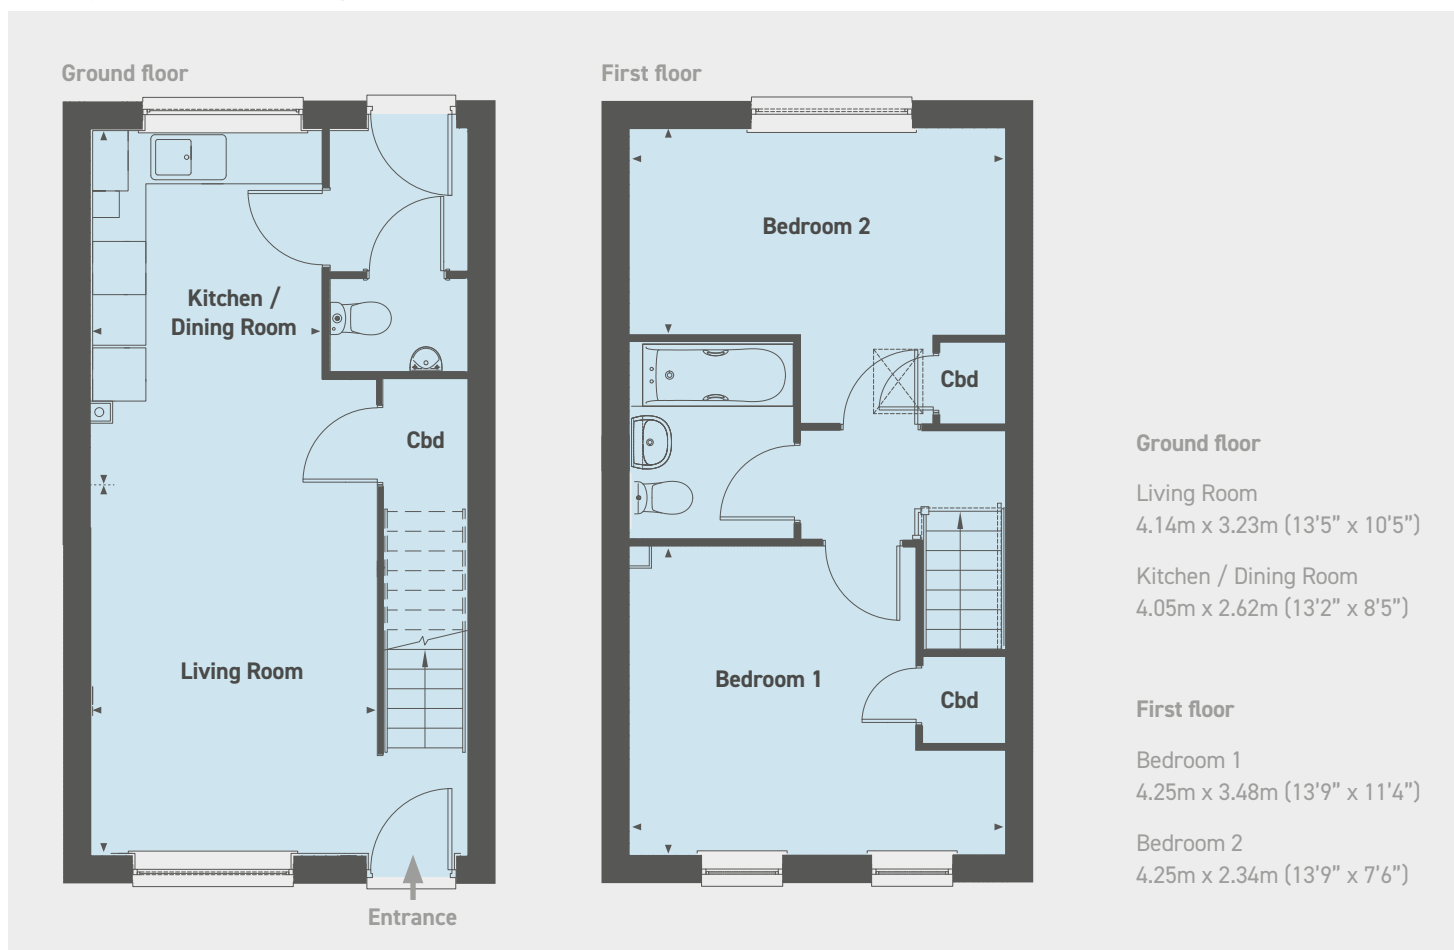 Ground floor
First floor
Kitchen /
Dining Room
Cbd
Living Room
Entrance
Bedroom 2
Cbd
Bedroom 1
Cbd
Ground floor
Living Room
4.14m x 3.23m (13’5” x 10’5”)
Kitchen / Dining Room
4.05m x 2.62m (13’2” x 8’5”)
First floor
Bedroom 1
4.25m x 3.48m (13’9” x 11’4”)
Bedroom 2
4.25m x 2.34m (13’9” x 7’6”)